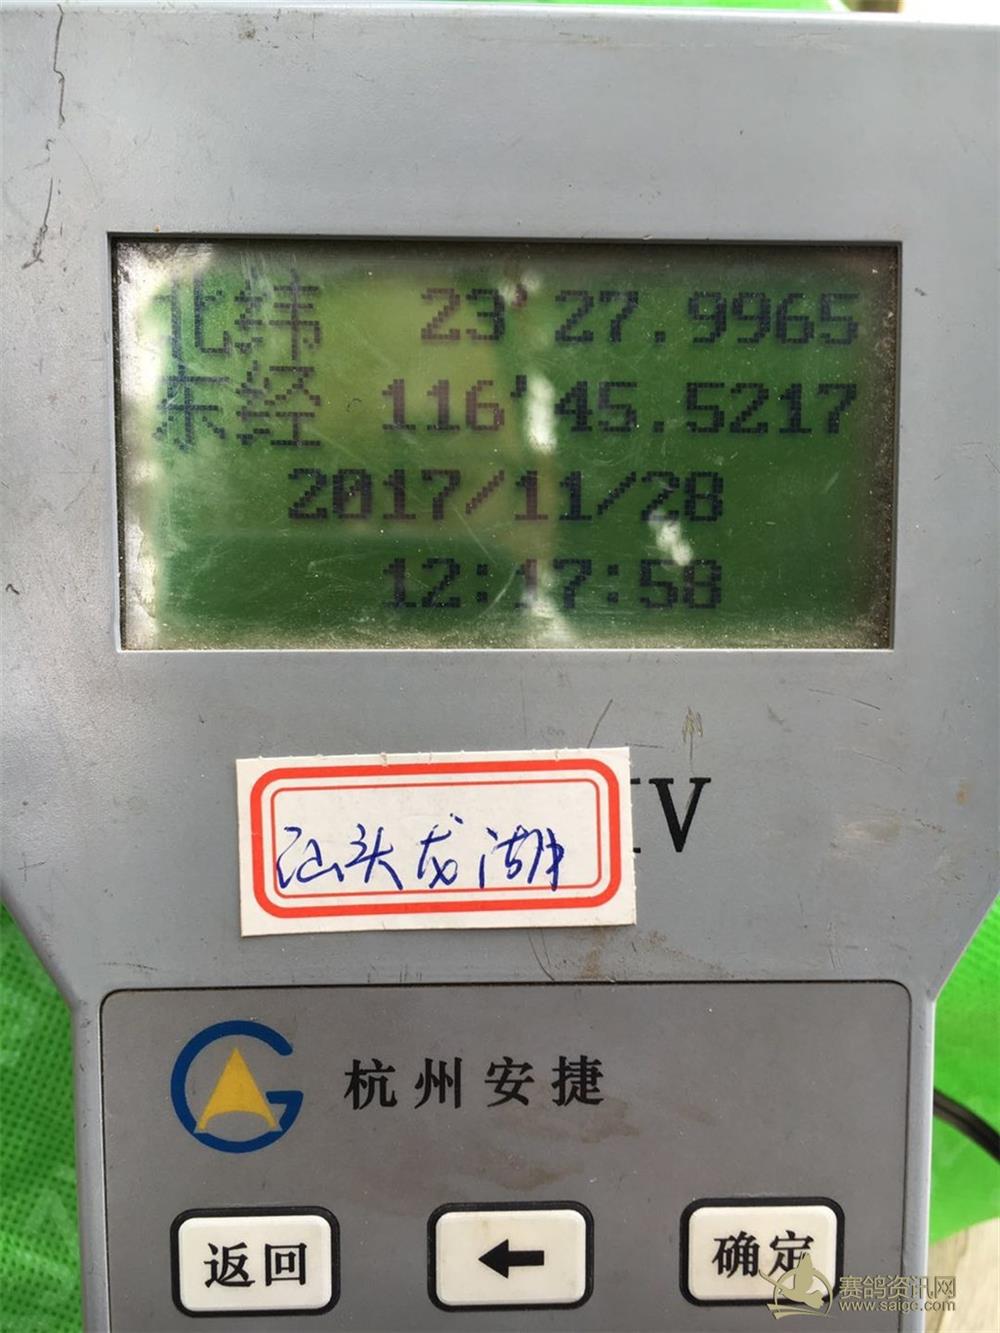 北纬 23' 27.9965
东经 116' 45.5217
2017/11/28
12:17:58
IV
汕头龙湖
杭州安捷
返回
←
确定
赛鸽资讯网
www.saige.com